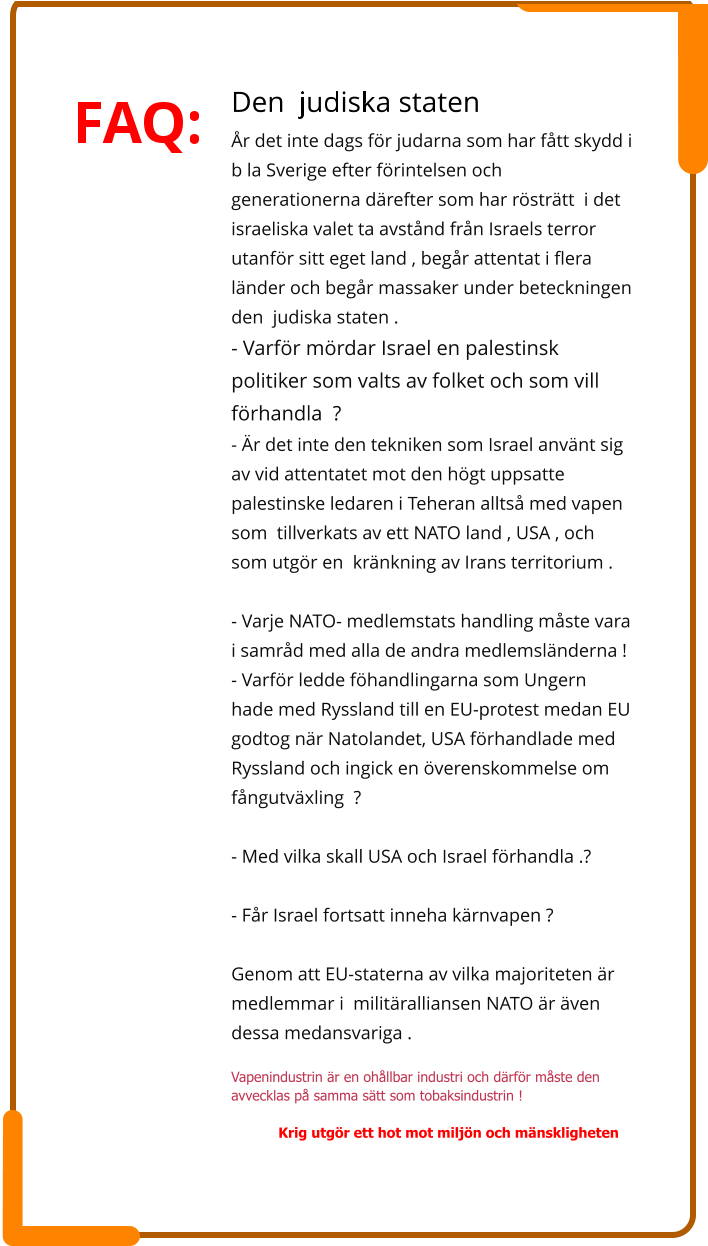 FAQ:
Den  judiska staten
År det inte dags för judarna som har fått skydd i
b la Sverige efter förintelsen och
generationerna därefter som har rösträtt  i det
israeliska valet ta avstånd från Israels terror
utanför sitt eget land , begår attentat i flera
länder och begår massaker under beteckningen
den  judiska staten .
- Varför mördar Israel en palestinsk
politiker som valts av folket och som vill
förhandla  ?
- Är det inte den tekniken som Israel använt sig
av vid attentatet mot den högt uppsatte
palestinske ledaren i Teheran alltså med vapen
som  tillverkats av ett NATO land , USA , och
som utgör en  kränkning av Irans territorium .
- Varje NATO- medlemstats handling måste vara
i samråd med alla de andra medlemsländerna !
- Varför ledde föhandlingarna som Ungern
hade med Ryssland till en EU-protest medan EU
godtog när Natolandet, USA förhandlade med
Ryssland och ingick en överenskommelse om
fångutväxling  ?
- Med vilka skall USA och Israel förhandla .?
- Får Israel fortsatt inneha kärnvapen ?
Genom att EU-staterna av vilka majoriteten är
medlemmar i  militäralliansen NATO är även
dessa medansvariga .
Vapenindustrin är en ohållbar industri och därför måste den
avvecklas på samma sätt som tobaksindustrin !
Krig utgör ett hot mot miljön och mänskligheten